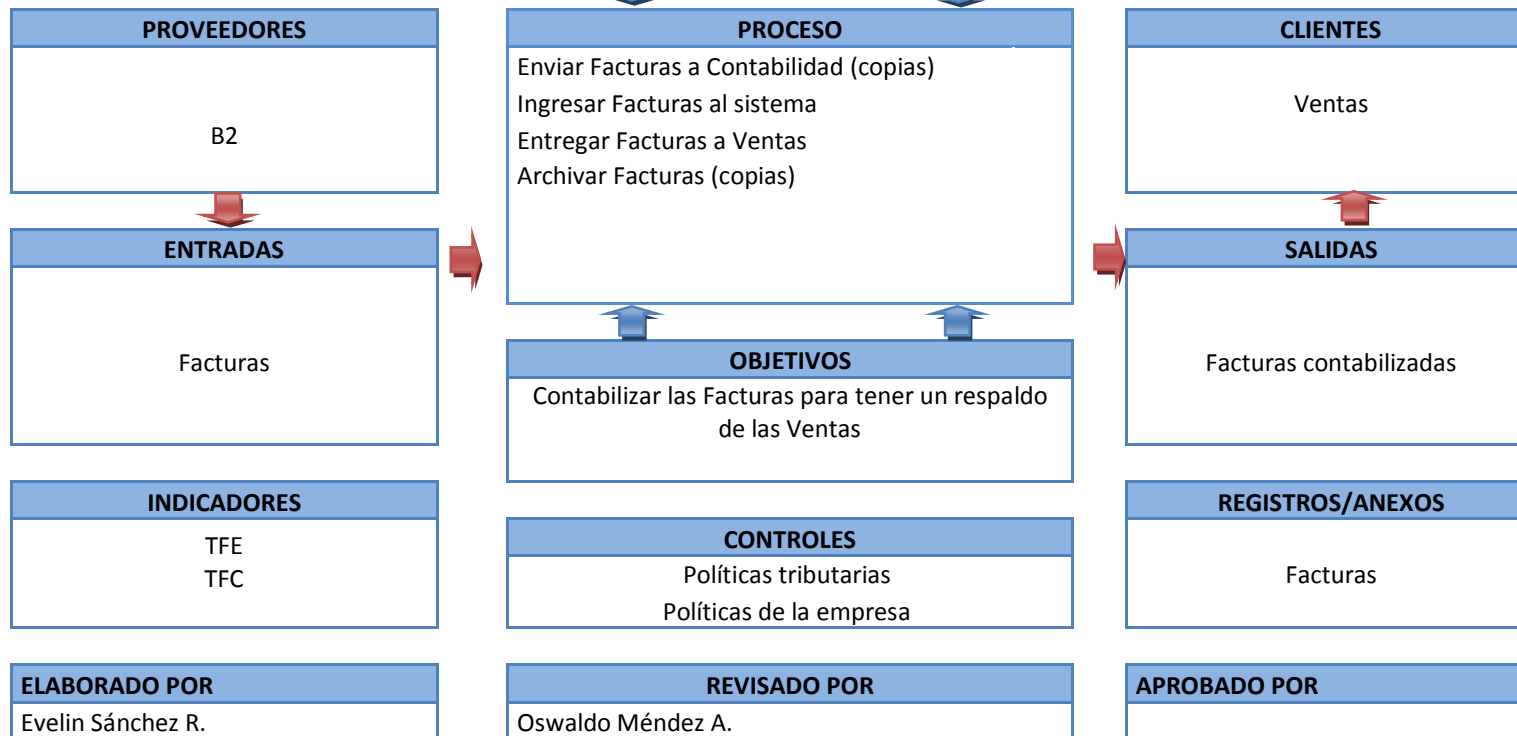 PROVEEDORES
B2
ENTRADAS
Facturas
PROCESO
Enviar Facturas a Contabilidad (copias)
Ingresar Facturas al sistema
Entregar Facturas a Ventas
Archivar Facturas (copias)
OBJETIVOS
Contabilizar las Facturas para tener un respaldo
de las Ventas
CLIENTES
Ventas
SALIDAS
Facturas contabilizadas
INDICADORES
TFE
TFC
CONTROLES
Políticas tributarias
Políticas de la empresa
REGISTROS/ANEXOS
Facturas
ELABORADO POR
Evelin Sánchez R.
REVISADO POR
Oswaldo Méndez A.
APROBADO POR